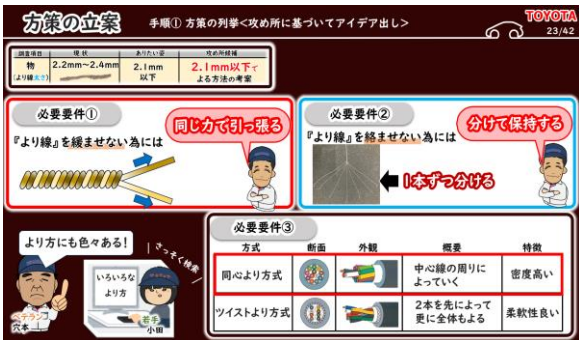 方策の立案
手順① 方策の列挙<攻め所に基づいてアイデア出し>
TOYOTA
23/42
調査項目 現状 ありたい姿 攻め所候補
物
(より線太さ)
2.2mm~2.4mm
2.1mm
以下
2.1mm以下で
よる方法の考案
必要要件①
『より線』を緩ませない為には
同じ力で引っ張る
必要要件②
『より線』を絡ませない為には
分けて保持する
1本ずつ分ける
より方にも色々ある!
さっそく検索
いろいろな
より方
ベテラン
穴本
若手
小田
必要要件③
方式 断面 外観 概要 特徴
同心より方式
中心線の周りに
よっていく
密度高い
ツイストより方式
2本を先によって
更に全体もよる
柔軟性良い